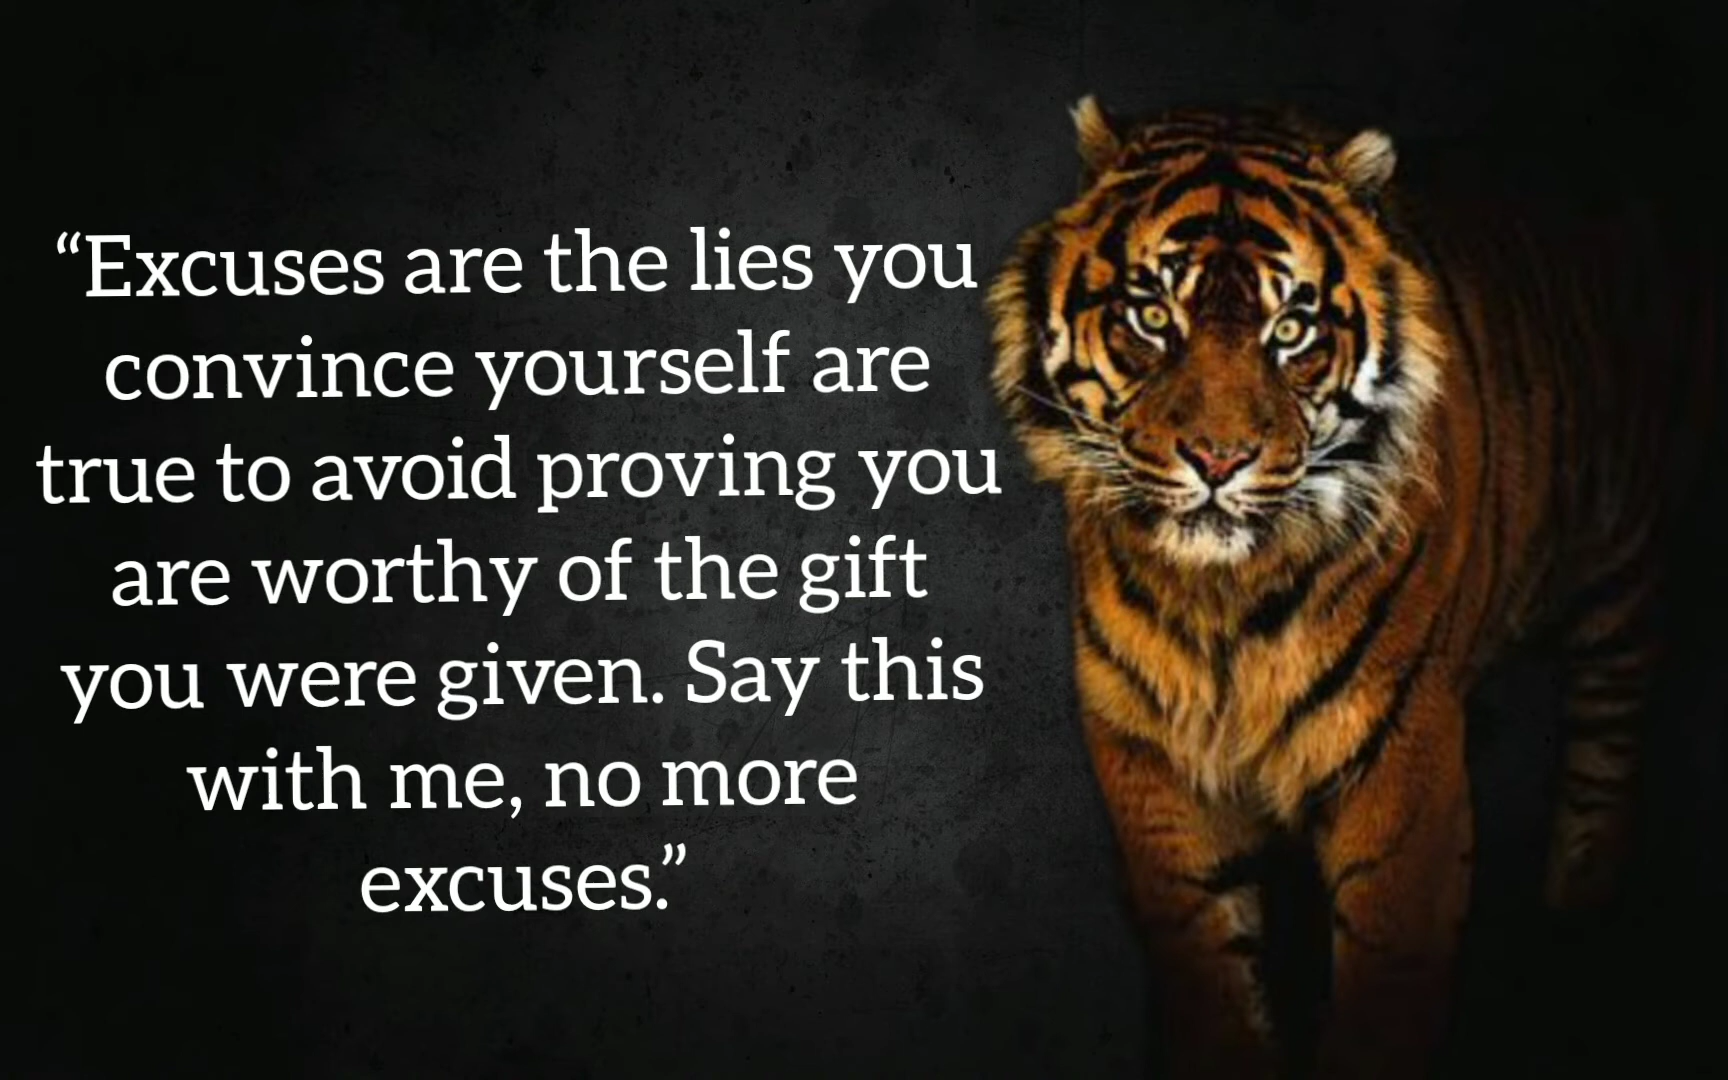 “Excuses are the lies you
convince yourself are
true to avoid proving you
are worthy of the gift
you were given. Say this
with me, no more
excuses.”